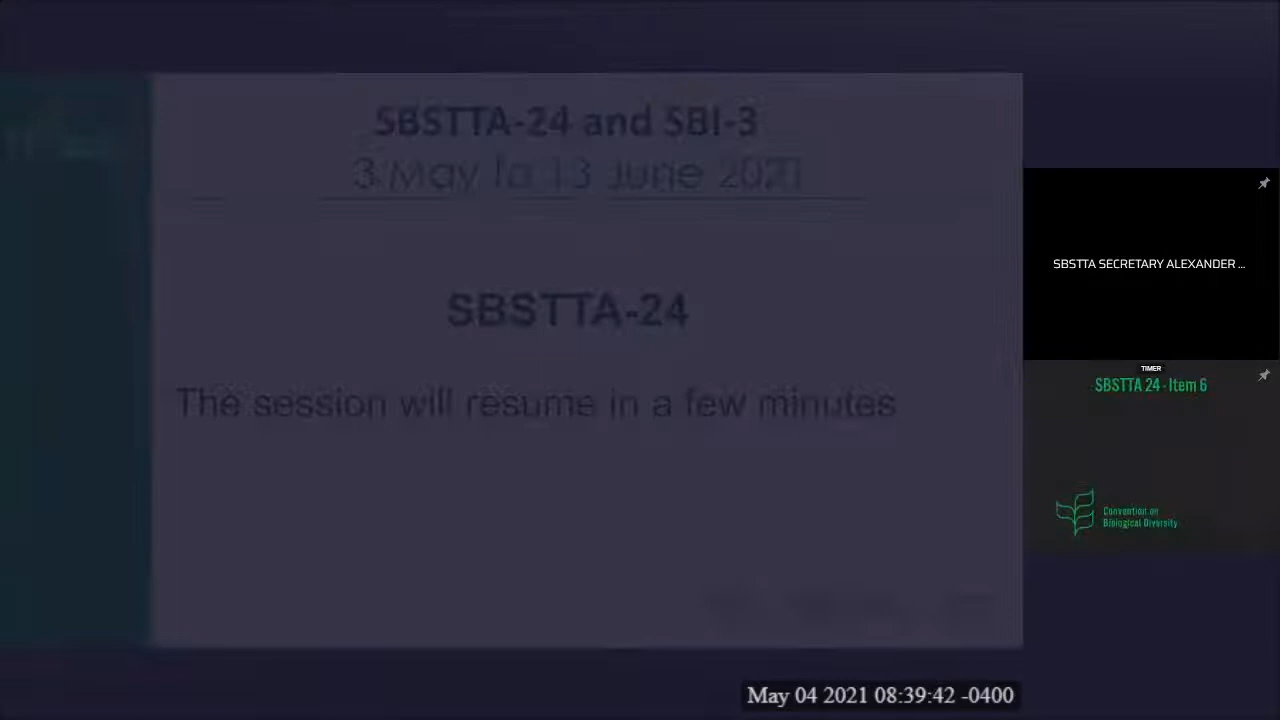 SBSTTA-24 and SBI-3
3 May to 13 June 2021
SBSTTA-24
The session will resume in a few minutes
SBSTTA SECRETARY ALEXANDER ...
TIMER
SBSTTA 24 - Item 6
Convention on
Biological Diversity
May 04 2021 08:39:42 -0400